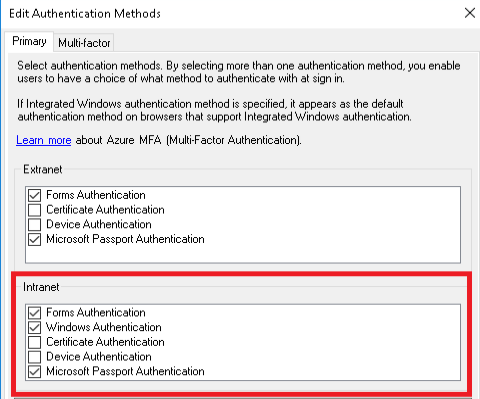 Edit Authentication Methods
Primary
Multi-factor
Select authentication methods. By selecting more than one authentication method, you enable
users to have a choice of what method to authenticate with at sign in.
If Integrated Windows authentication method is specified, it appears as the default
authentication method on browsers that support Integrated Windows authentication.
Learn more about Azure MFA (Multi-Factor Authentication).
Extranet
Forms Authentication
Certificate Authentication
Device Authentication
Microsoft Passport Authentication
Intranet
Forms Authentication
Windows Authentication
Certificate Authentication
Device Authentication
Microsoft Passport Authentication